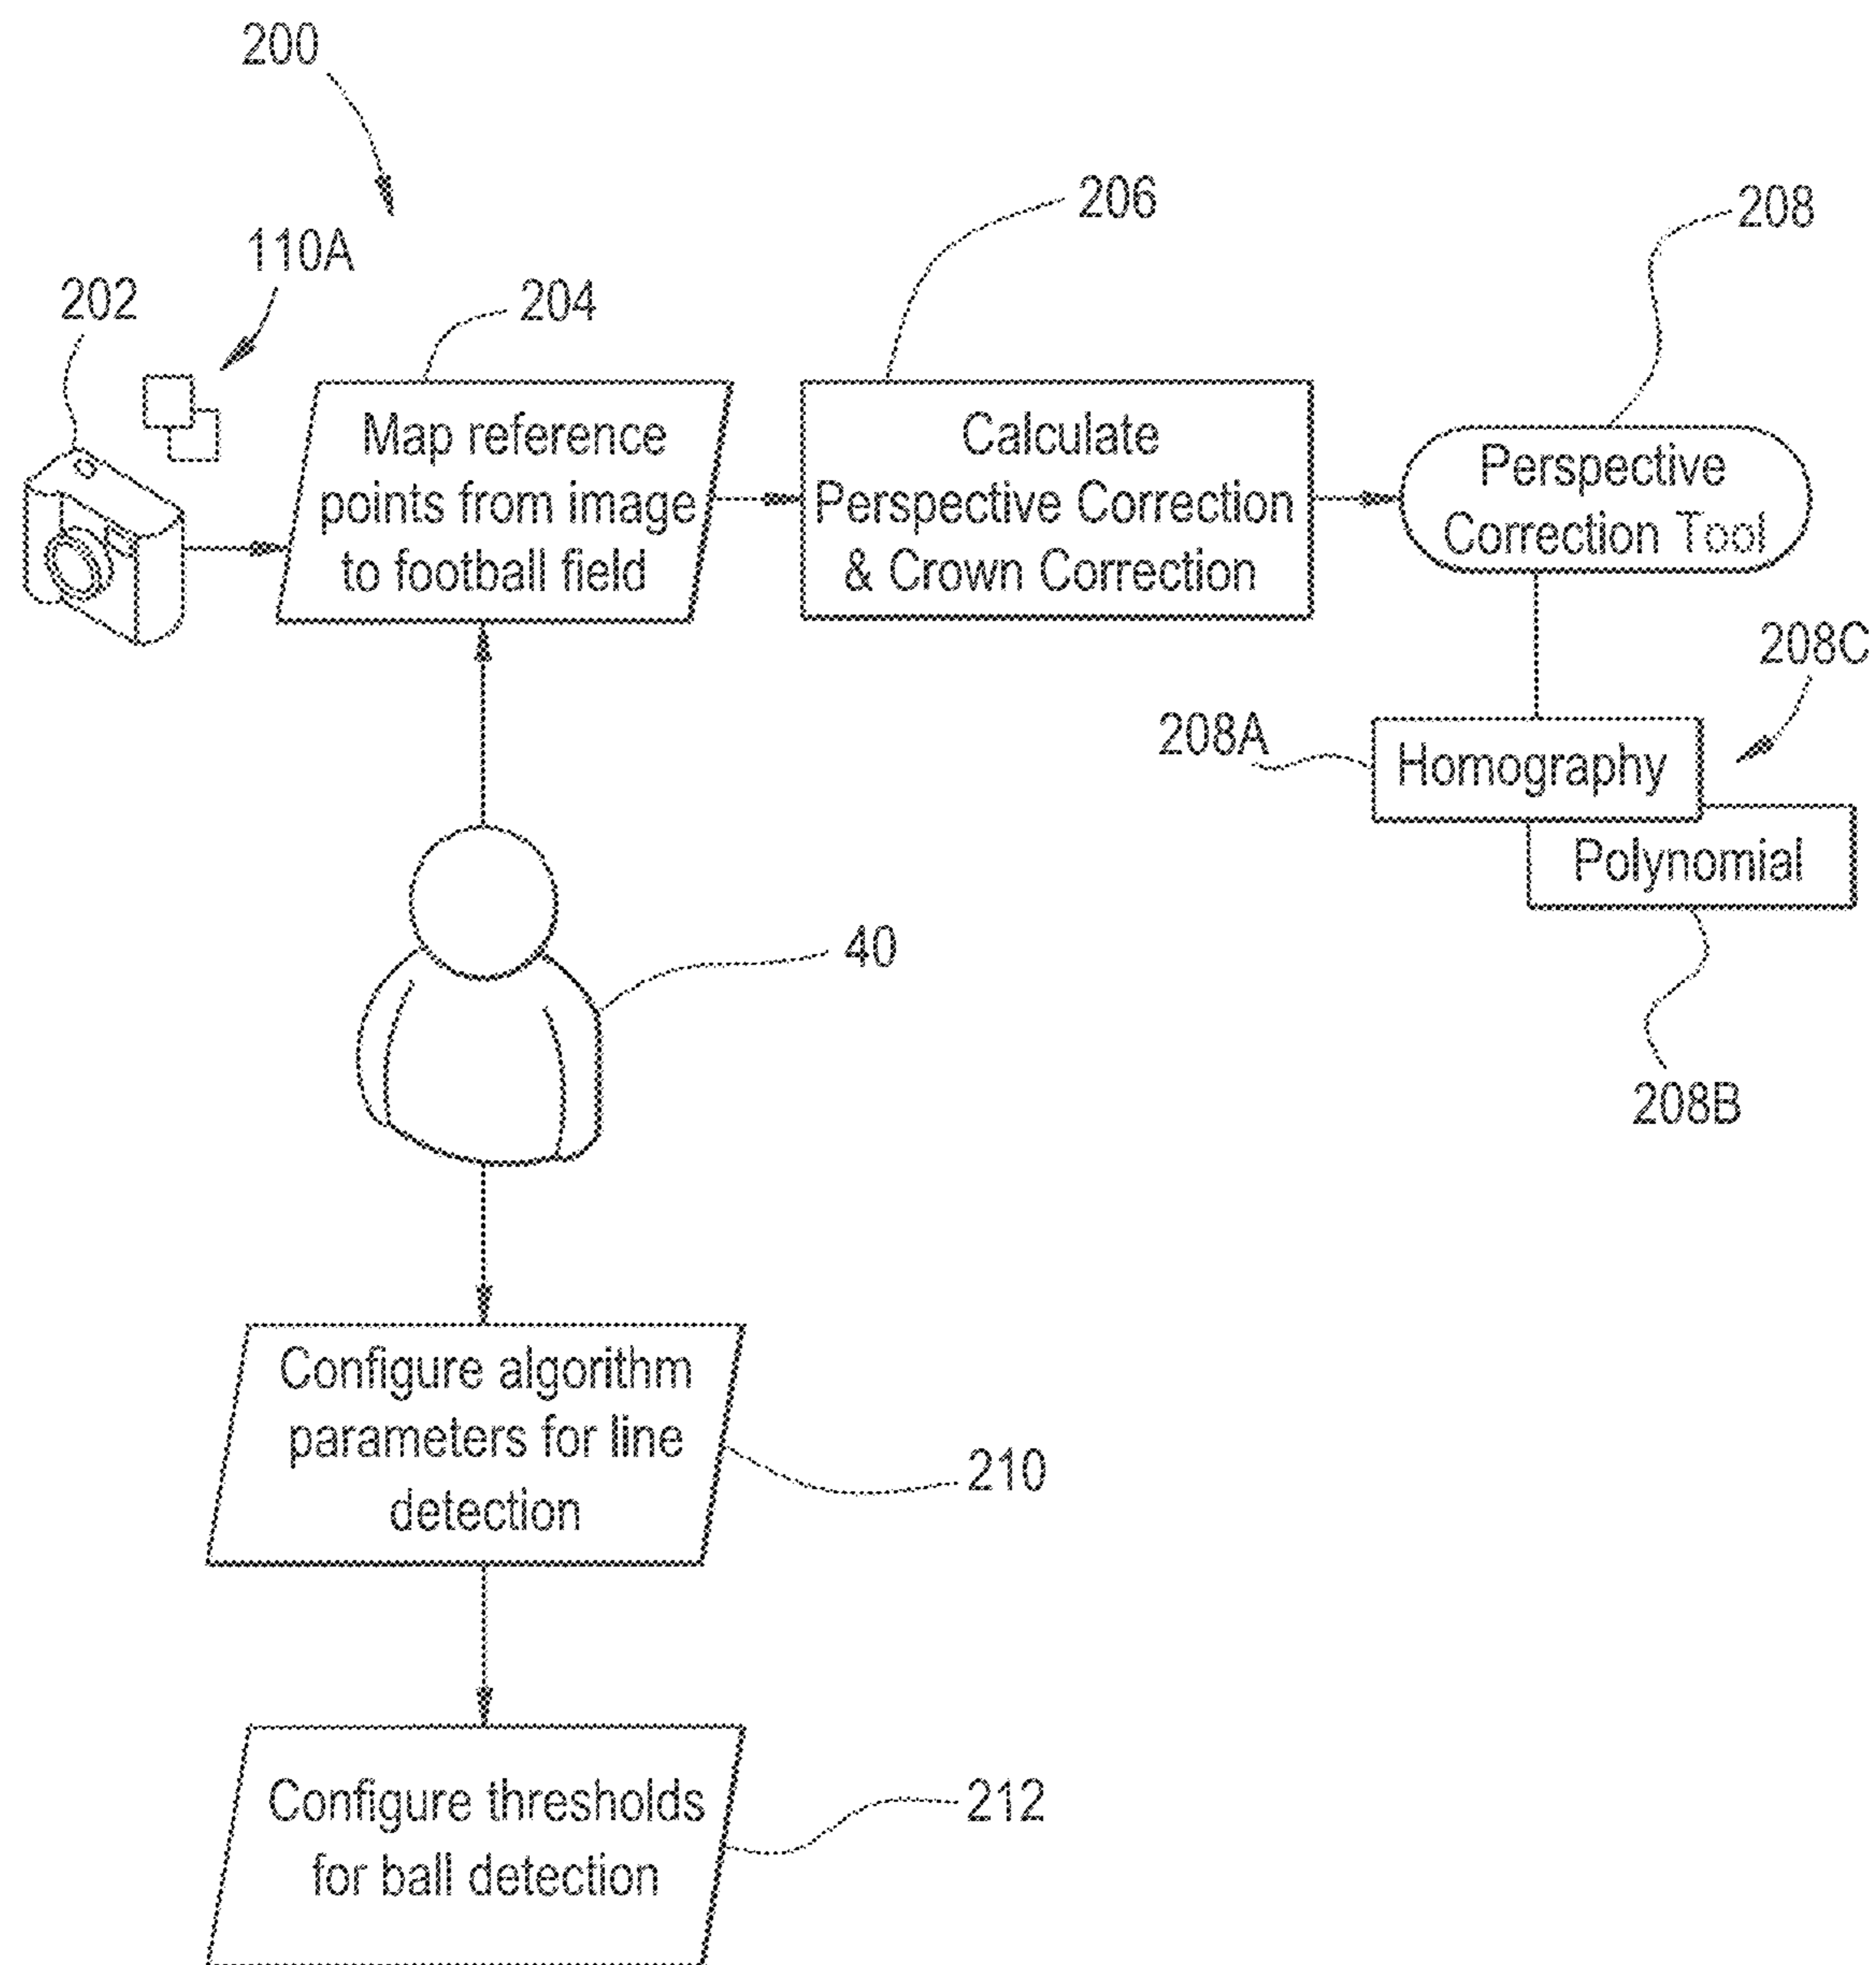 200
110A
202
204
206
208
Map reference
points from image
to football field
Calculate
Perspective Correction
& Crown Correction
Perspective
Correction Tool
208C
208A
Homography
Polynomial
208B
40
Configure algorithm
parameters for line
detection
210
Configure thresholds
for ball detection
212